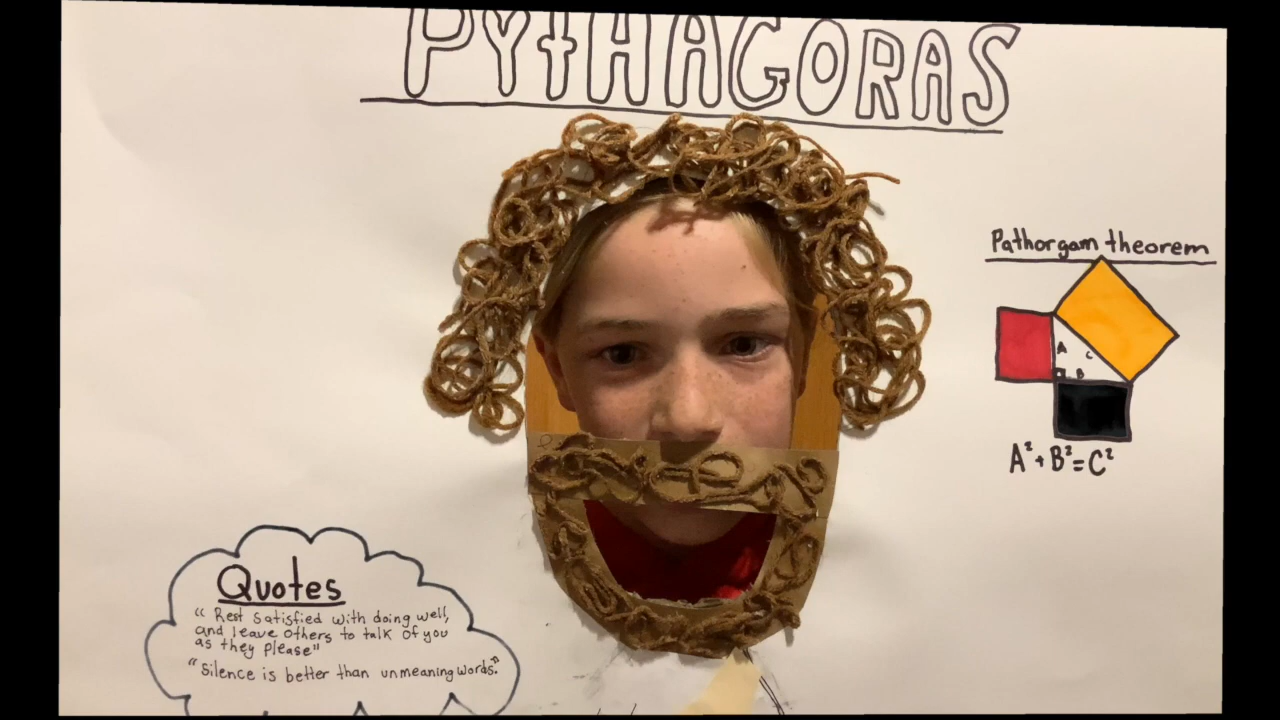 PYtHAGORAS
Pathorgam theorem
A
C
B
A²+B²=C²
Quotes
“Rest satisfied with doing well,
and leave others to talk of you
as they please”
“Silence is better than unmeaning words.”